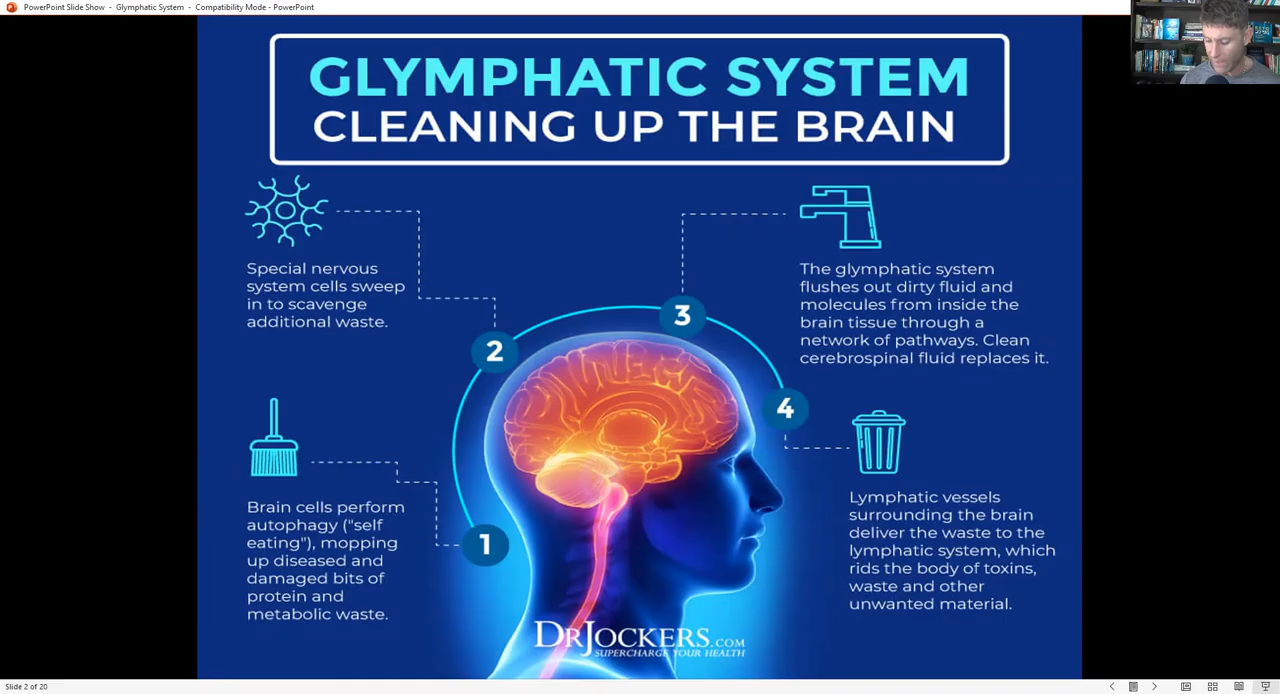 PowerPoint Slide Show - Glymphatic System - Compatibility Mode - PowerPoint
GLYMPHATIC SYSTEM
CLEANING UP THE BRAIN
Special nervous
system cells sweep
in to scavenge
additional waste.
The glymphatic system
flushes out dirty fluid and
molecules from inside the
brain tissue through a
network of pathways. Clean
cerebrospinal fluid replaces it.
3
2
4
Brain cells perform
autophagy ("self
eating"), mopping
up diseased and
damaged bits of
protein and
metabolic waste.
1
Lymphatic vessels
surrounding the brain
deliver the waste to the
lymphatic system, which
rids the body of toxins,
waste and other
unwanted material.
DRJOCKERS.COM
SUPERCHARGE YOUR HEALTH
Slide 2 of 20